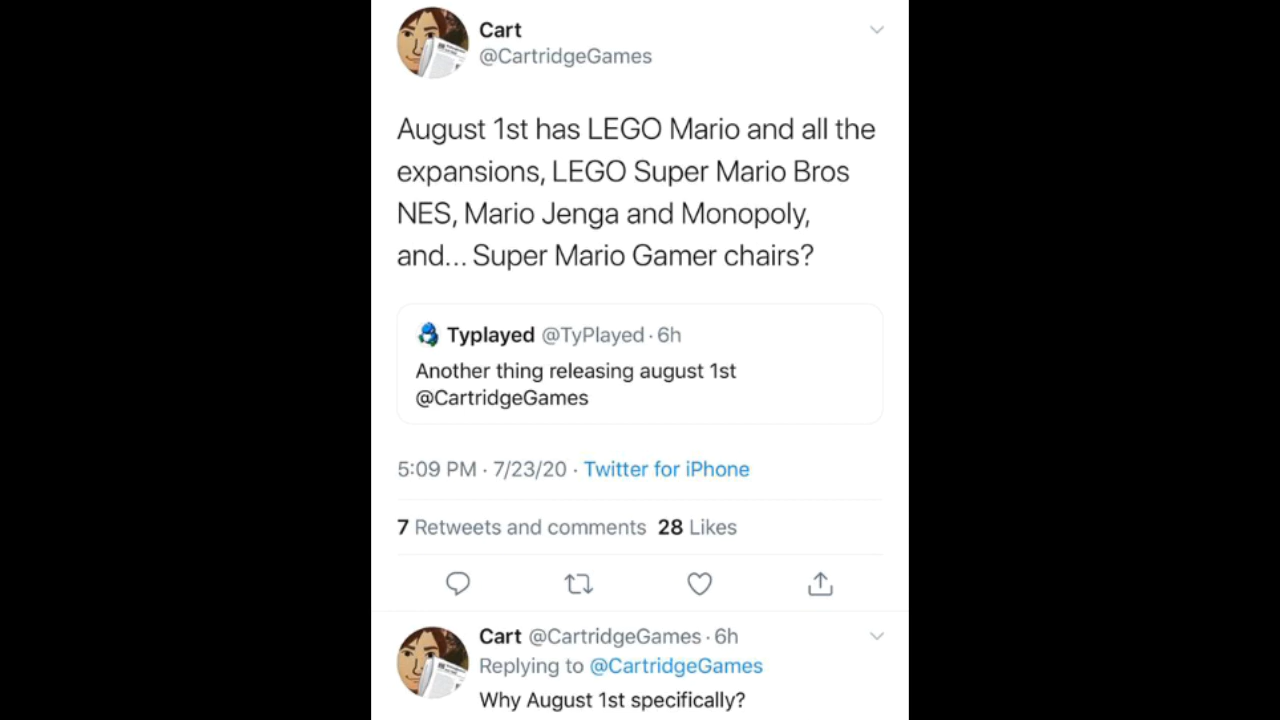 Cart
@CartridgeGames
August 1st has LEGO Mario and all the
expansions, LEGO Super Mario Bros
NES, Mario Jenga and Monopoly,
and... Super Mario Gamer chairs?
Typlayed @TyPlayed · 6h
Another thing releasing august 1st
@CartridgeGames
5:09 PM · 7/23/20 · Twitter for iPhone
7 Retweets and comments 28 Likes
Cart @CartridgeGames · 6h
Replying to @CartridgeGames
Why August 1st specifically?